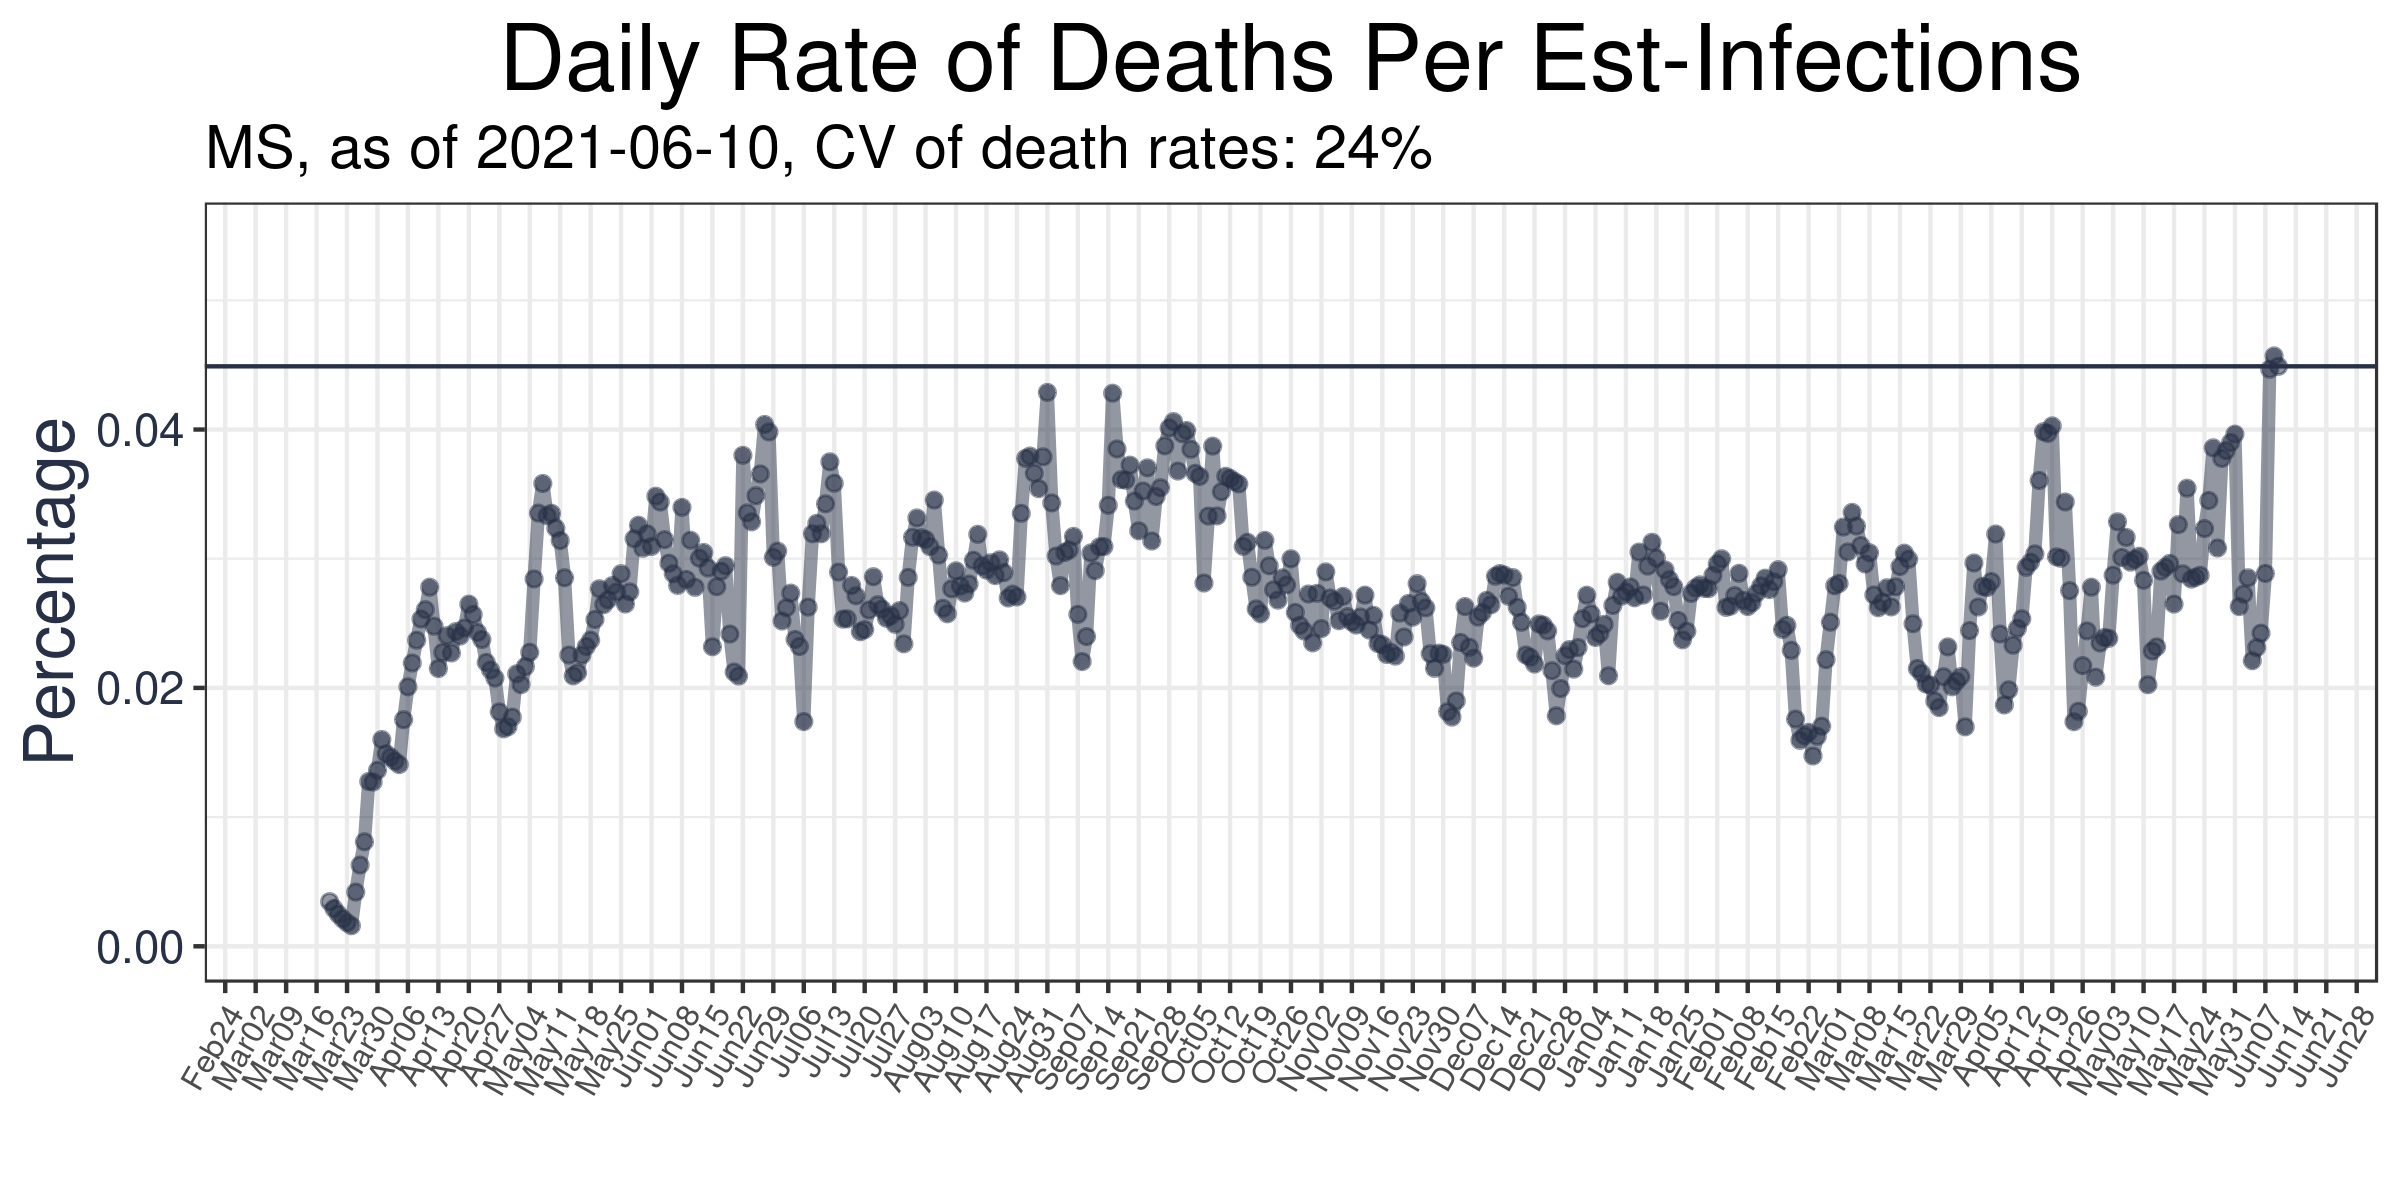 Daily Rate of Deaths Per Est-Infections
MS, as of 2021-06-10, CV of death rates: 24%
Percentage
0.04
0.02
0.00
Feb24
Mar02
Mar09
Mar16
Mar23
Mar30
Apr06
Apr13
Apr20
Apr27
May04
May11
May18
May25
Jun01
Jun08
Jun15
Jun22
Jun29
Jul06
Jul13
Jul20
Jul27
Aug03
Aug10
Aug17
Aug24
Aug31
Sep07
Sep14
Sep21
Sep28
Oct05
Oct12
Oct19
Oct26
Nov02
Nov09
Nov16
Nov23
Nov30
Dec07
Dec14
Dec21
Dec28
Jan04
Jan11
Jan18
Jan25
Feb01
Feb08
Feb15
Feb22
Mar01
Mar08
Mar15
Mar22
Mar29
Apr05
Apr12
Apr19
Apr26
May03
May10
May17
May24
May31
Jun07
Jun14
Jun21
Jun28